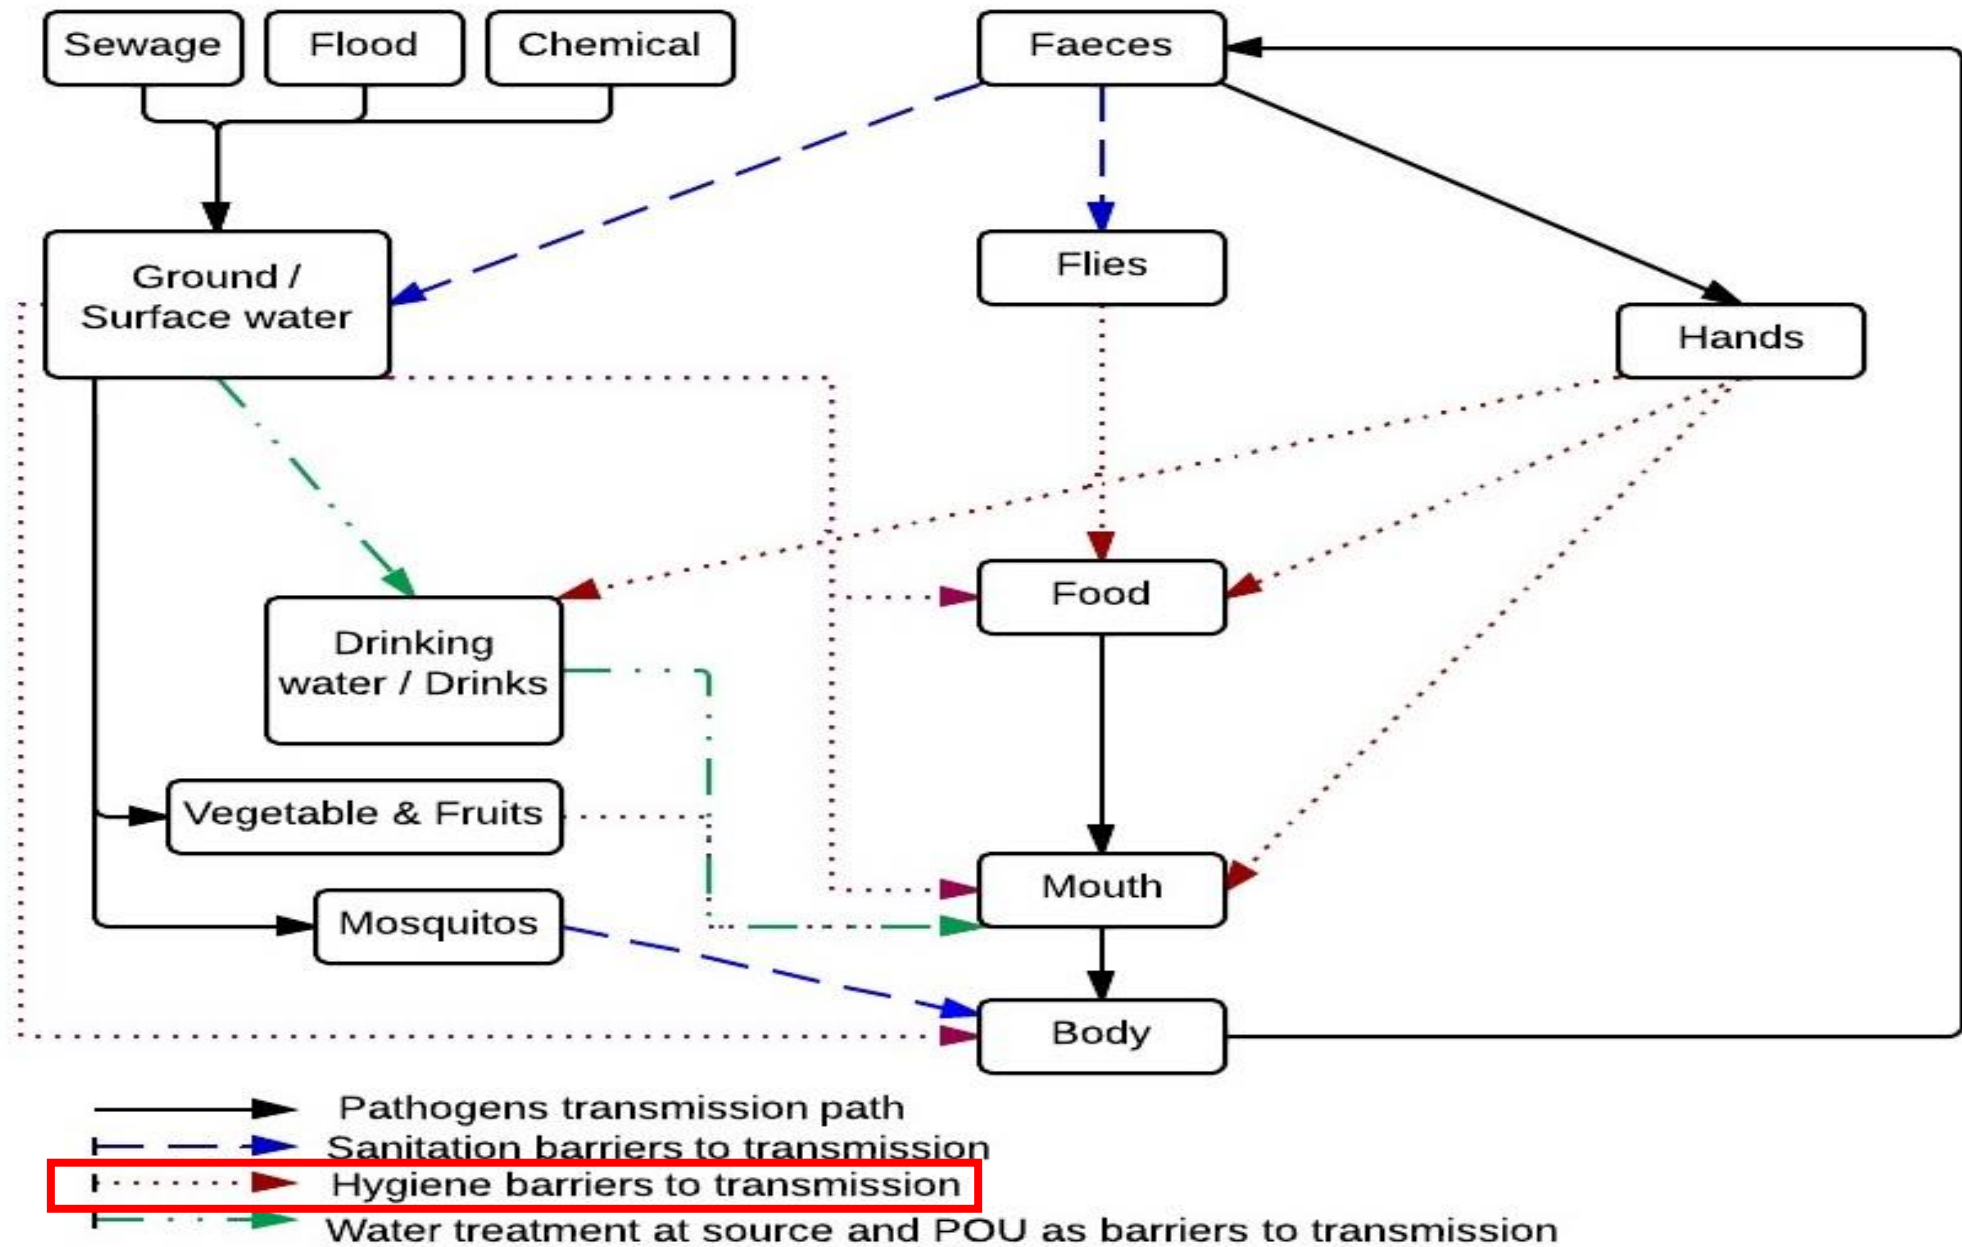 Sewage
Flood
Chemical
Faeces
Ground /
Surface water
Flies
Hands
Drinking
water / Drinks
Food
Vegetable & Fruits
Mouth
Mosquitos
Body
Pathogens transmission path
Sanitation barriers to transmission
Hygiene barriers to transmission
Water treatment at source and POU as barriers to transmission